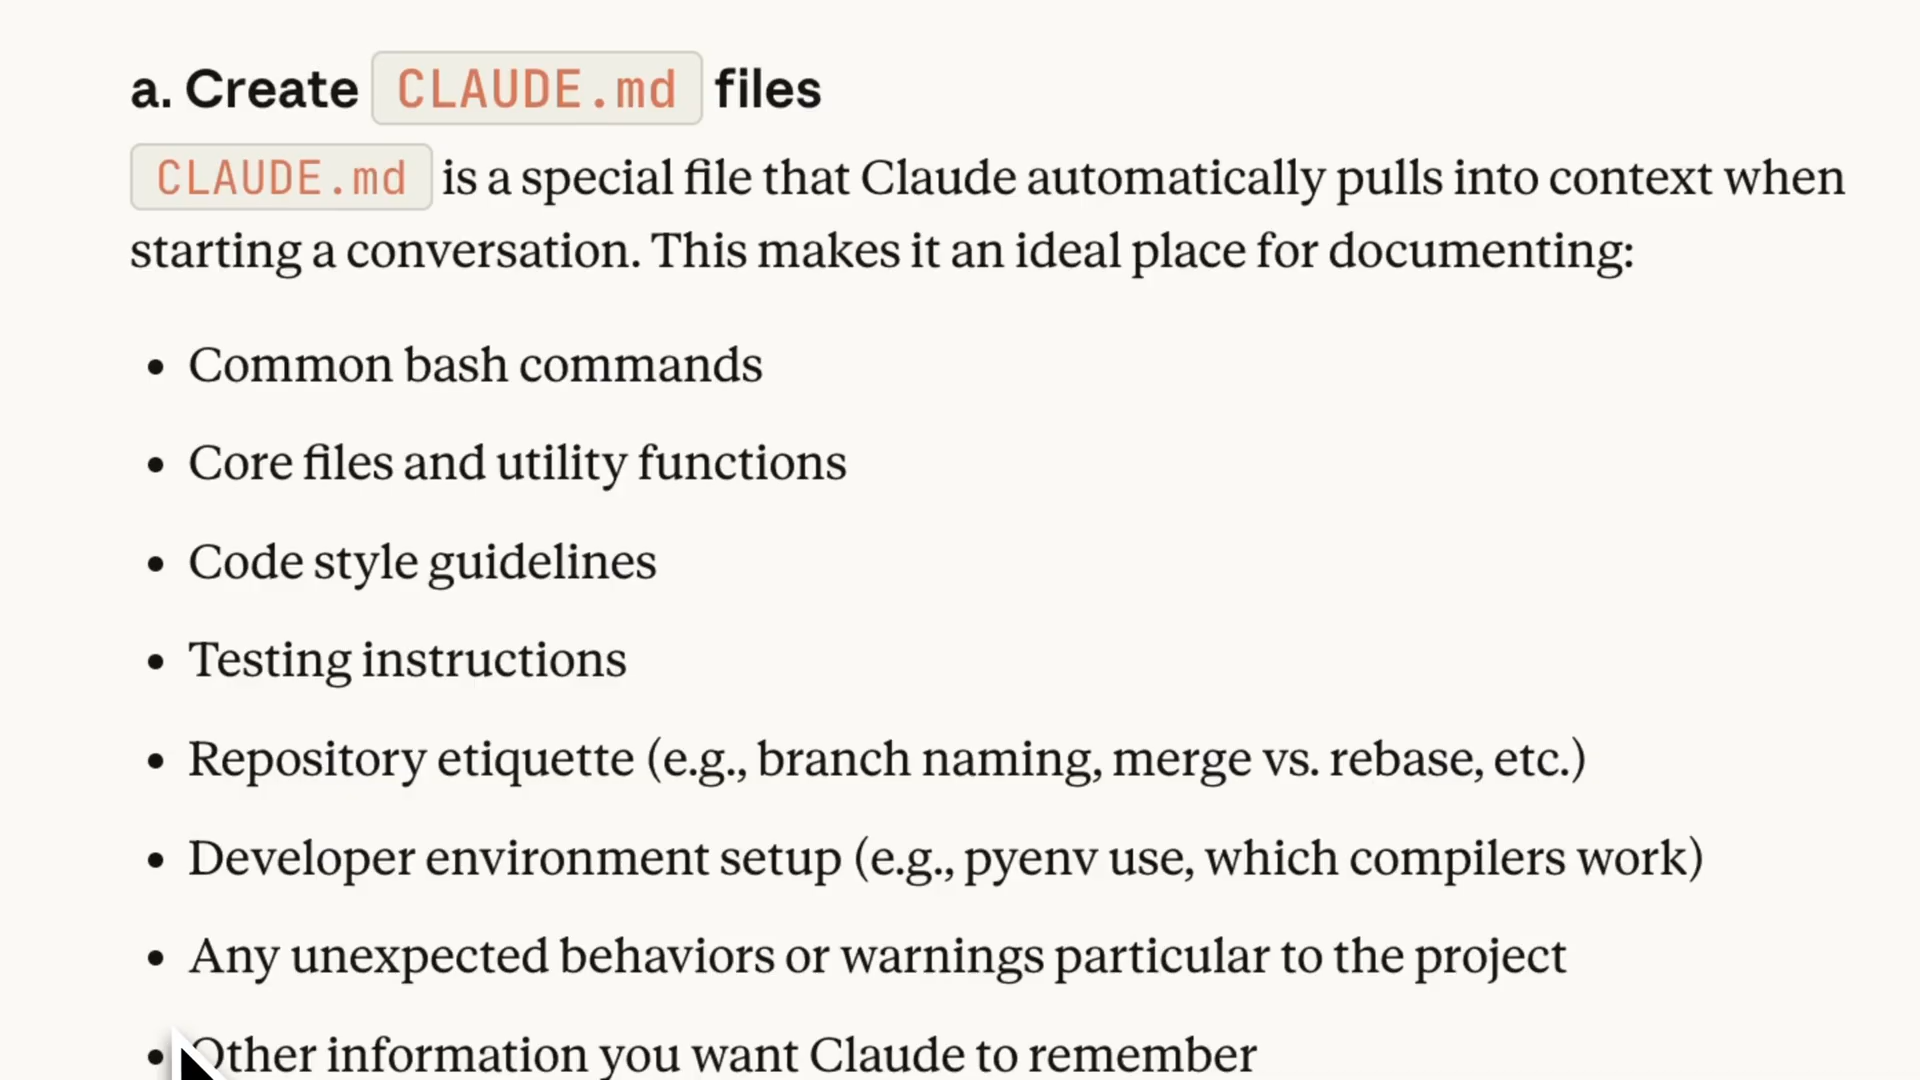 a. Create CLAUDE.md files
CLAUDE.md is a special file that Claude automatically pulls into context when
starting a conversation. This makes it an ideal place for documenting:
• Common bash commands
• Core files and utility functions
• Code style guidelines
• Testing instructions
• Repository etiquette (e.g., branch naming, merge vs. rebase, etc.)
• Developer environment setup (e.g., pyenv use, which compilers work)
• Any unexpected behaviors or warnings particular to the project
• Other information you want Claude to remember